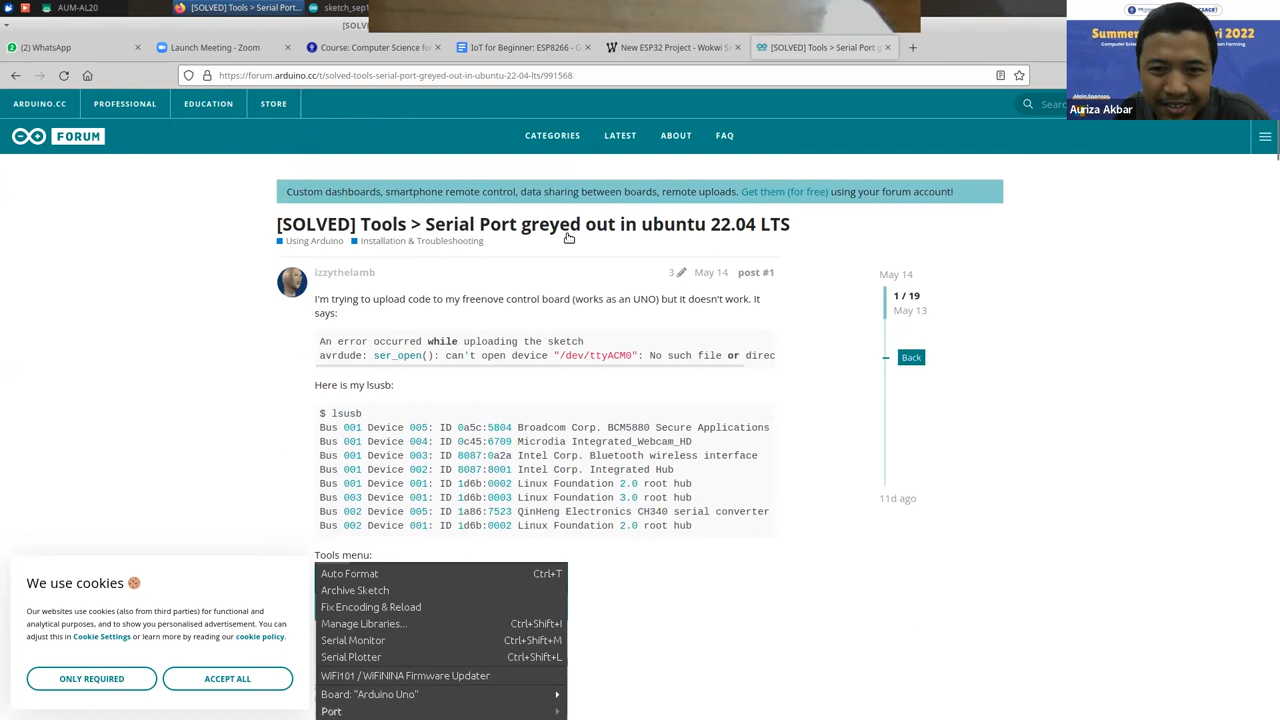 AUM-AL20
[SOLVED] Tools > Serial Port...
sketch_sep1
[SOLVE
(2) WhatsApp
Launch Meeting - Zoom
Course: Computer Science fo
IoT for Beginner: ESP8266 - G
New ESP32 Project - Wokwi S
[SOLVED] Tools > Serial Port g
https://forum.arduino.cc/t/solved-tools-serial-port-greyed-out-in-ubuntu-22-04-lts/991568
Summer
ri 2022
Computer Scien
on Farming
Main Sponsor
Auriza Akbar
ARDUINO.CC
PROFESSIONAL
EDUCATION
STORE
Sear
FORUM
CATEGORIES
LATEST
ABOUT
FAQ
Custom dashboards, smartphone remote control, data sharing between boards, remote uploads. Get them (for free) using your forum account!
[SOLVED] Tools > Serial Port greyed out in ubuntu 22.04 LTS
Using Arduino
Installation & Troubleshooting
izzythelamb
3
May 14
post #1
I'm trying to upload code to my freenove control board (works as an UNO) but it doesn't work. It
says:
An error occurred while uploading the sketch
avrdude: ser_open(): can't open device "/dev/ttyACM0": No such file or direc
Here is my lsusb:
$ lsusb
Bus 001 Device 005: ID 0a5c:5804 Broadcom Corp. BCM5880 Secure Applications
Bus 001 Device 004: ID 0c45:6709 Microdia Integrated_Webcam_HD
Bus 001 Device 003: ID 8087:0a2a Intel Corp. Bluetooth wireless interface
Bus 001 Device 002: ID 8087:8001 Intel Corp. Integrated Hub
Bus 001 Device 001: ID 1d6b:0002 Linux Foundation 2.0 root hub
Bus 003 Device 001: ID 1d6b:0003 Linux Foundation 3.0 root hub
Bus 002 Device 005: ID 1a86:7523 QinHeng Electronics CH340 serial converter
Bus 002 Device 001: ID 1d6b:0002 Linux Foundation 2.0 root hub
Tools menu:
Auto Format Ctrl+T
Archive Sketch
Fix Encoding & Reload
Manage Libraries... Ctrl+Shift+I
Serial Monitor Ctrl+Shift+M
Serial Plotter Ctrl+Shift+L
WiFi101 / WiFiNINA Firmware Updater
Board: "Arduino Uno"
Port
May 14
1 / 19
May 13
Back
11d ago
We use cookies
Our websites use cookies (also from third parties) for functional and
analytical purposes, and to show you personalised advertisement. You can
adjust this in Cookie Settings or learn more by reading our cookie policy.
ONLY REQUIRED
ACCEPT ALL